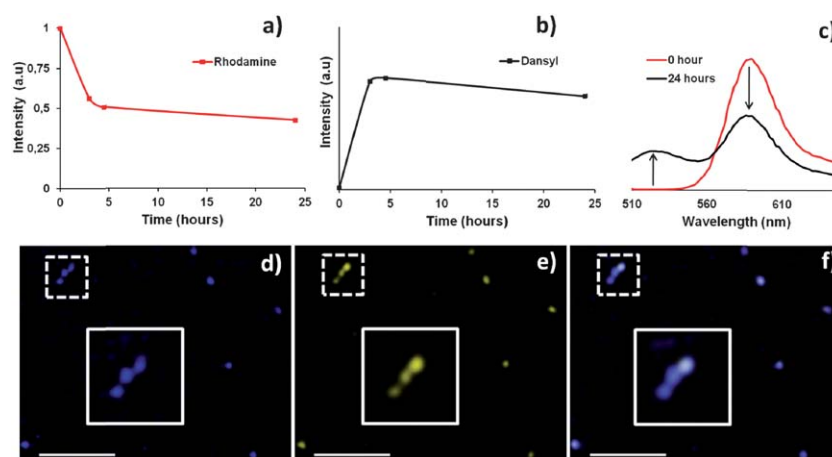 a)
1
0,75
0,5
0,25
0
Intensity (a.u)
Rhodamine
0 5 10 15 20 25
Time (hours)
b)
Intensity (a.u)
Dansyl
0 5 10 15 20 25
Time (hours)
c)
0 hour
24 hours
510 560 610
Wavelength (nm)
d)
e)
f)